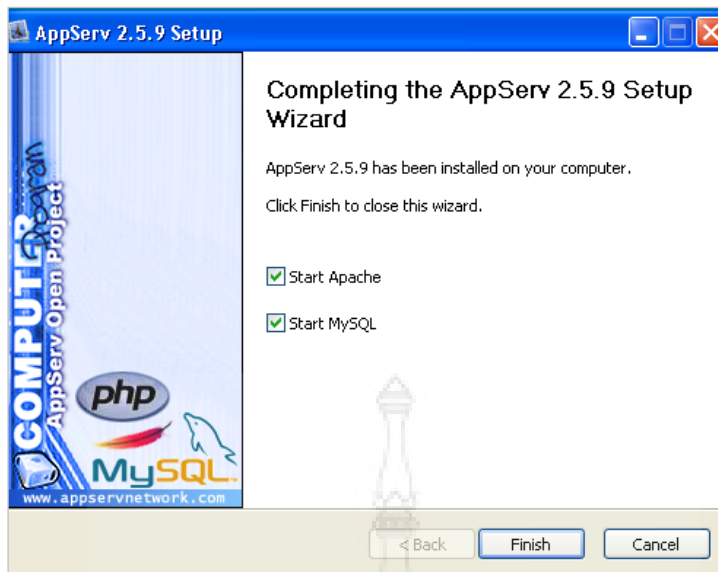 AppServ 2.5.9 Setup
Completing the AppServ 2.5.9 Setup
Wizard
AppServ 2.5.9 has been installed on your computer.
Click Finish to close this wizard.
Start Apache
Start MySQL
COMPUTER
Program
AppServ Open Project
php
MySQL
www.appservnetwork.com
< Back
Finish
Cancel